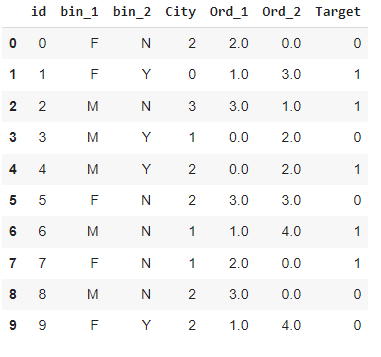 id bin_1 bin_2 City Ord_1 Ord_2 Target
0 0 F N 2 2.0 0.0 0
1 1 F Y 0 1.0 3.0 1
2 2 M N 3 3.0 1.0 1
3 3 M Y 1 0.0 2.0 0
4 4 M Y 2 0.0 2.0 1
5 5 F N 2 3.0 3.0 0
6 6 M N 1 1.0 4.0 1
7 7 F N 1 2.0 0.0 1
8 8 M N 2 3.0 0.0 0
9 9 F Y 2 1.0 4.0 0